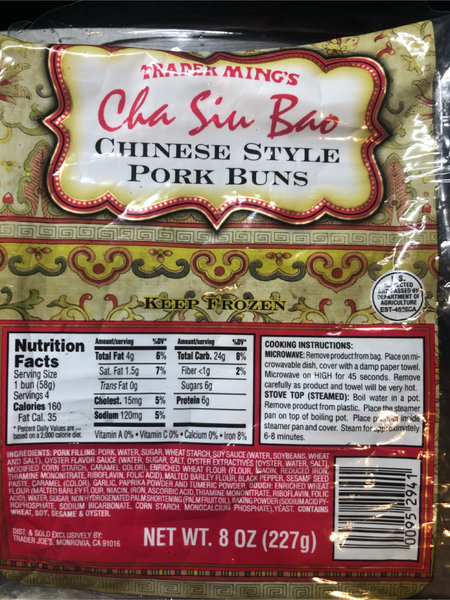 TRADER MING'S
Cha Siu Bao
CHINESE STYLE
PORK BUNS
KEEP FROZEN
U.S.
INSPECTED
AND PASSED BY
DEPARTMENT OF
AGRICULTURE
Nutrition
Facts
Serving Size
1 bun (58g)
Servings 4
Calories 160
Fat Cal. 35
* Percent Daily Values are
based on a 2,000 calorie diet.
Amount/serving %DV*
Total Fat 4g 6%
Sat. Fat 1.5g 7%
Trans Fat 0g
Cholest. 15mg 5%
Sodium 120mg 5%
Amount/serving %DV*
Total Carb. 24g 8%
Fiber <1g 2%
Sugars 6g
Protein 6g
Vitamin A 0% • Vitamin C 0% • Calcium 0% • Iron 8%
COOKING INSTRUCTIONS:
MICROWAVE: Remove product from bag. Place on mi-
crowavable dish, cover with a damp paper towel.
Microwave on HIGH for 45 seconds. Remove
carefully as product and towel will be very hot.
STOVE TOP (STEAMED): Boil water in a pot.
Remove product from plastic. Place the steamer
pan on top of boiling pot. Place product inside
steamer pan and cover. Steam for approximately
6-8 minutes.
INGREDIENTS: PORK FILLING: PORK, WATER, SUGAR, WHEAT STARCH, SOY SAUCE (WATER, SOYBEANS, WHEAT
AND SALT), OYSTER FLAVOR SAUCE (WATER, SUGAR, SALT OYSTER EXTRACTIVES [OYSTER, WATER, SALT],
MODIFIED CORN STARCH, CARAMEL COLOR), ENRICHED WHEAT FLOUR (FLOUR, NIACIN, REDUCED IRON,
THIAMINE MONONITRATE, RIBOFLAVIN, FOLIC ACID), MALTED BARLEY FLOUR, BLACK PEPPER, SESAME SEED
PASTE, CARAMEL (COLOR), GARLIC, PAPRIKA POWDER AND TUMERIC POWDER. DOUGH: ENRICHED WHEAT
FLOUR (MALTED BARLEY FLOUR, NIACIN, IRON, ASCORBIC ACID, THIAMINE MONONITRATE, RIBOFLAVIN, FOLIC
ACID), WATER, SUGAR, NON HYDROGENATED PALM SHORTENING (PALM FRUIT OIL), BAKING POWDER (SODIUM ACID PY-
ROPHOSPHATE, SODIUM BICARBONATE, CORN STARCH, MONOCALCIUM PHOSPHATE), YEAST. CONTAINS
WHEAT, SOY, SESAME & OYSTER.
DIST. & SOLD EXCLUSIVELY BY:
TRADER JOE'S, MONROVIA, CA 91016
NET WT. 8 OZ (227g)